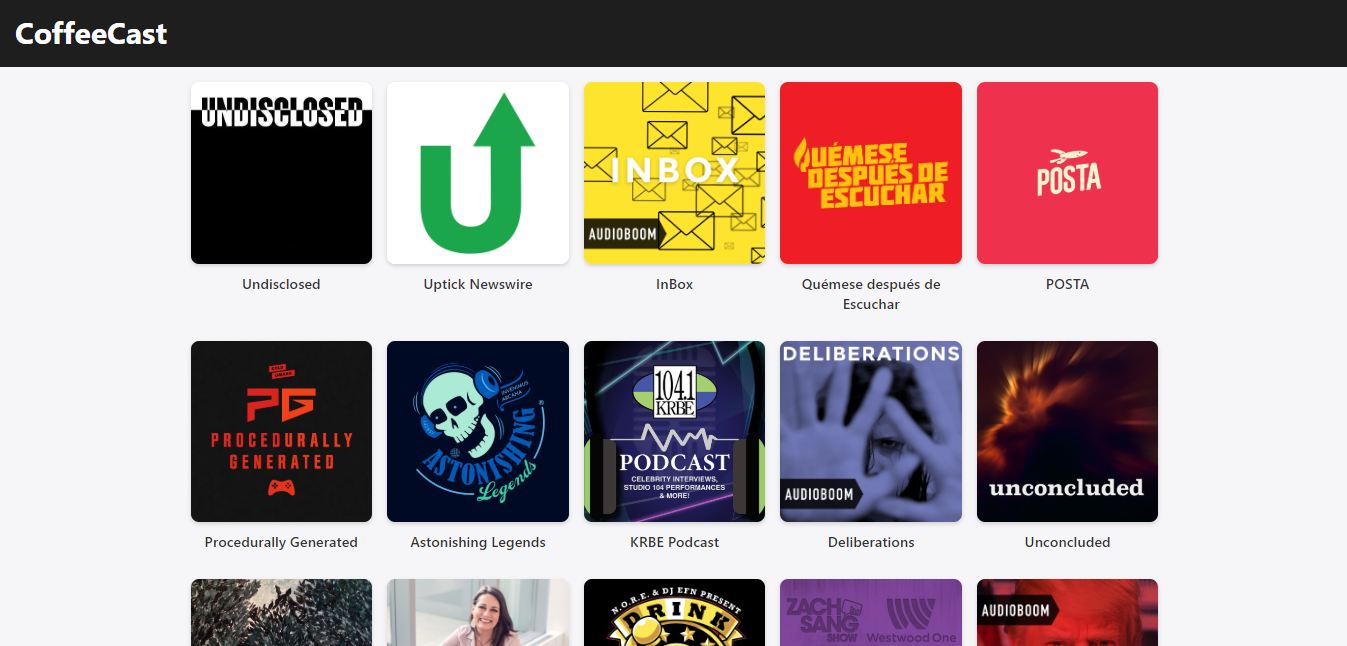 CoffeeCast
UNDISCLOSED
INBOX
AUDIOBOOM
QUÉMESE
DESPUÉS DE
ESCUCHAR
POSTA
Undisclosed
Uptick Newswire
InBox
Quémese después de
Escuchar
POSTA
PG
PROCEDURALLY
GENERATED
INVENIMUS
ARCANA
ASTONISHING
Legends
104.1
KRBE
PODCAST
CELEBRITY INTERVIEWS,
STUDIO 104 PERFORMANCES
& MORE!
DELIBERATIONS
AUDIOBOOM
unconcluded
Procedurally Generated
Astonishing Legends
KRBE Podcast
Deliberations
Unconcluded
N.O.R.E. & DJ EFN PRESENT
DRINK
ZACH
SANG
SHOW
Westwood One
AUDIOBOOM